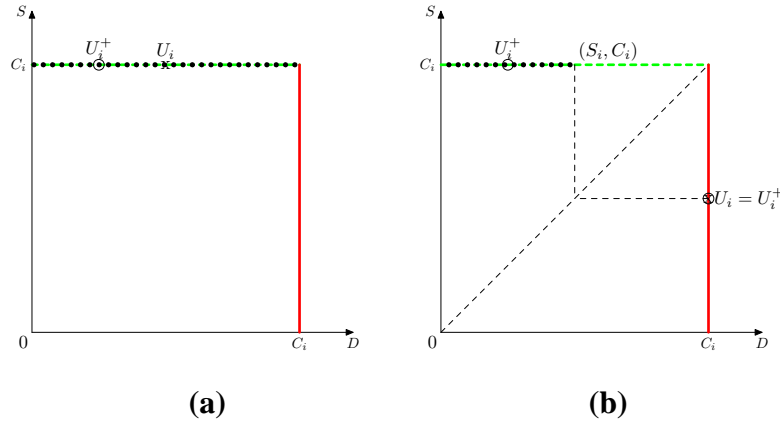 S
U_i^+ U_i
C_i
0
C_i D
(a)
S
U_i^+ (S_i, C_i)
C_i
U_i = U_i^+
0
C_i D
(b)